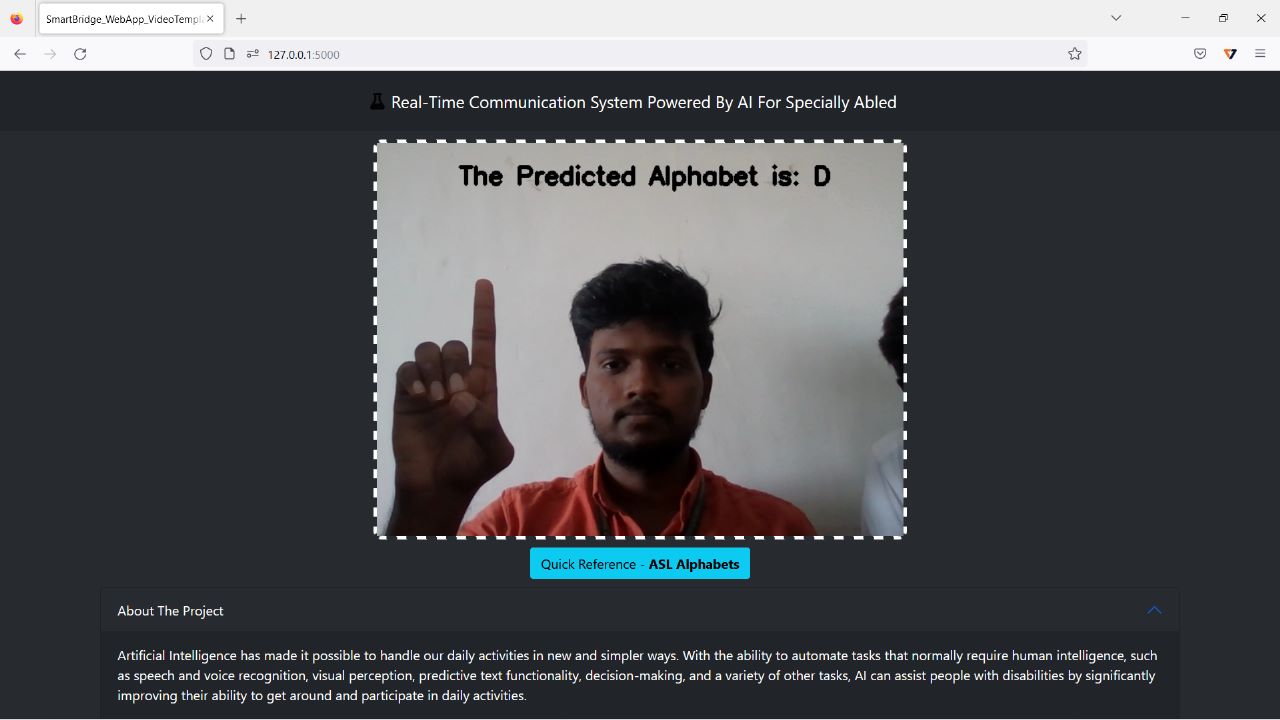 SmartBridge_WebApp_VideoTempl
127.0.0.1:5000
Real-Time Communication System Powered By AI For Specially Abled
The Predicted Alphabet is: D
Quick Reference - ASL Alphabets
About The Project
Artificial Intelligence has made it possible to handle our daily activities in new and simpler ways. With the ability to automate tasks that normally require human intelligence, such
as speech and voice recognition, visual perception, predictive text functionality, decision-making, and a variety of other tasks, AI can assist people with disabilities by significantly
improving their ability to get around and participate in daily activities.